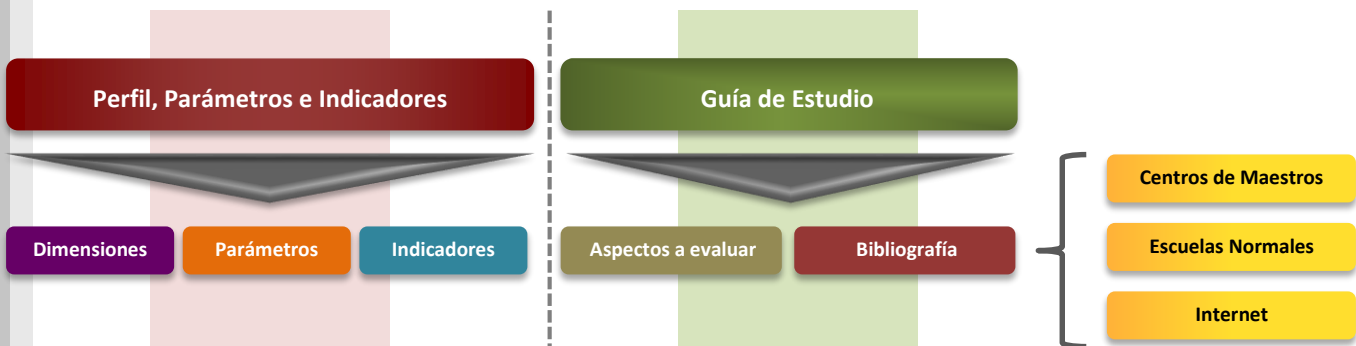 Perfil, Parámetros e Indicadores
Guía de Estudio
Dimensiones
Parámetros
Indicadores
Aspectos a evaluar
Bibliografía
Centros de Maestros
Escuelas Normales
Internet